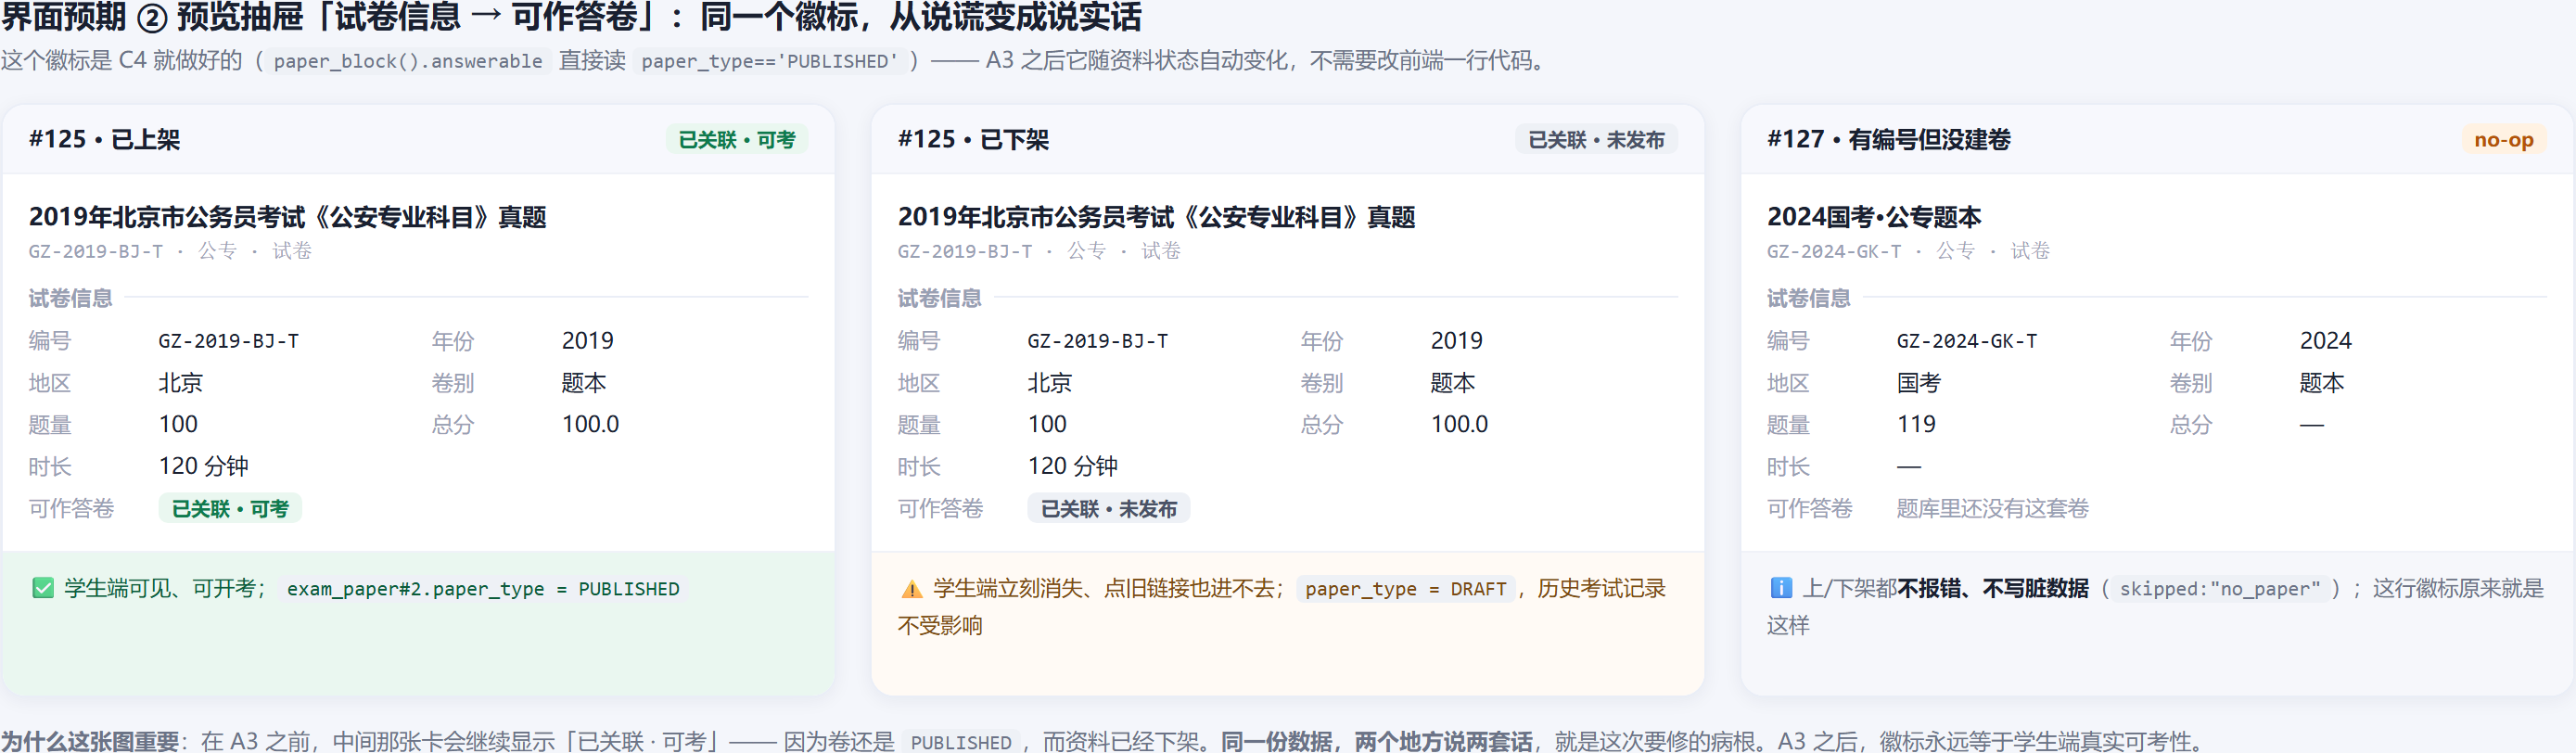 界面预期 ② 预览抽屉「试卷信息 → 可作答卷」：同一个徽标，从说谎变成说实话
这个徽标是 C4 就做好的（ paper_block().answerable 直接读 paper_type=='PUBLISHED' ）—— A3 之后它随资料状态自动变化，不需要改前端一行代码。
#125 • 已上架
已关联 • 可考
2019年北京市公务员考试《公安专业科目》真题
GZ-2019-BJ-T · 公专 · 试卷
试卷信息
编号 GZ-2019-BJ-T 年份 2019
地区 北京 卷别 题本
题量 100 总分 100.0
时长 120 分钟
可作答卷 已关联 • 可考
✅ 学生端可见、可开考； exam_paper#2.paper_type = PUBLISHED
#125 • 已下架
已关联 • 未发布
2019年北京市公务员考试《公安专业科目》真题
GZ-2019-BJ-T · 公专 · 试卷
试卷信息
编号 GZ-2019-BJ-T 年份 2019
地区 北京 卷别 题本
题量 100 总分 100.0
时长 120 分钟
可作答卷 已关联 • 未发布
⚠️ 学生端立刻消失、点旧链接也进不去； paper_type = DRAFT ，历史考试记录
不受影响
#127 • 有编号但没建卷
no-op
2024国考•公专题本
GZ-2024-GK-T · 公专 · 试卷
试卷信息
编号 GZ-2024-GK-T 年份 2024
地区 国考 卷别 题本
题量 119 总分 —
时长 —
可作答卷 题库里还没有这套卷
ℹ️ 上/下架都不报错、不写脏数据（ skipped:"no_paper" ）；这行徽标原来就是
这样
为什么这张图重要：在 A3 之前，中间那张卡会继续显示「已关联 · 可考」—— 因为卷还是 PUBLISHED ，而资料已经下架。同一份数据，两个地方说两套话，就是这次要修的病根。A3 之后，徽标永远等于学生端真实可考性。